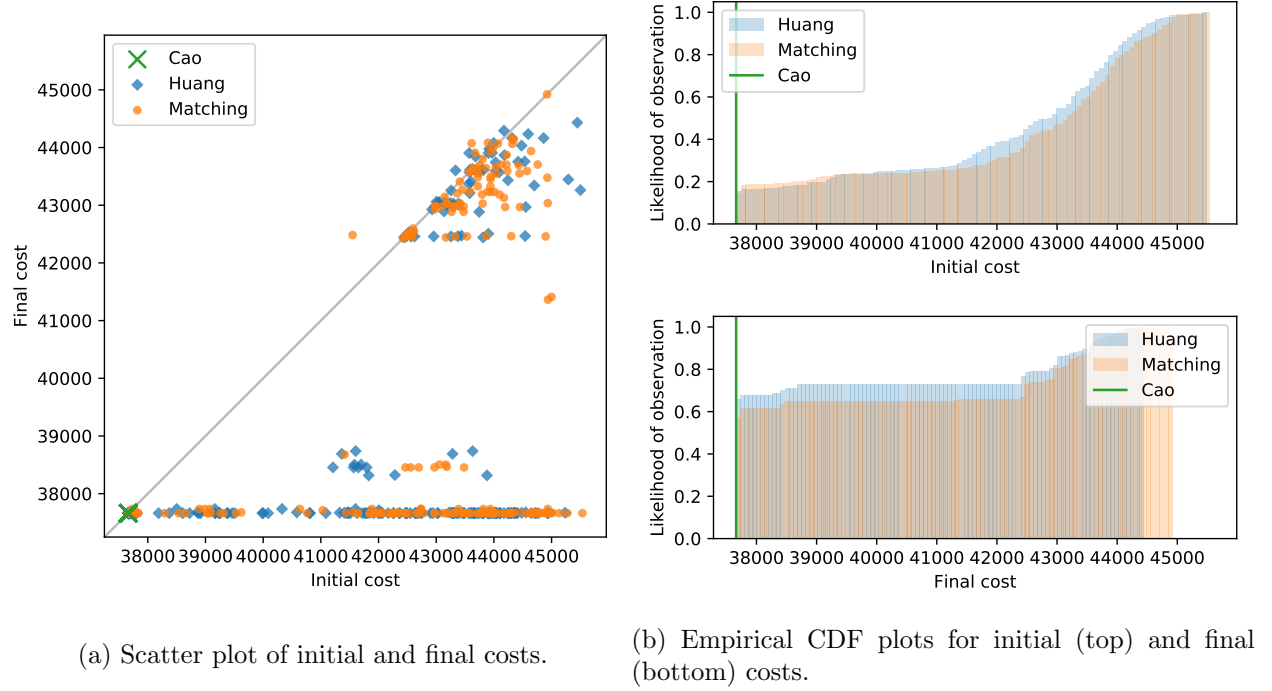 Cao
Huang
Matching
45000
44000
43000
42000
41000
40000
39000
38000
Final cost
38000 39000 40000 41000 42000 43000 44000 45000
Initial cost
(a) Scatter plot of initial and final costs.
1.0
0.8
0.6
0.4
0.2
0.0
Likelihood of observation
Huang
Matching
Cao
38000 39000 40000 41000 42000 43000 44000 45000
Initial cost
1.0
0.8
0.6
0.4
0.2
0.0
Likelihood of observation
Huang
Matching
Cao
38000 39000 40000 41000 42000 43000 44000 45000
Final cost
(b) Empirical CDF plots for initial (top) and final
(bottom) costs.